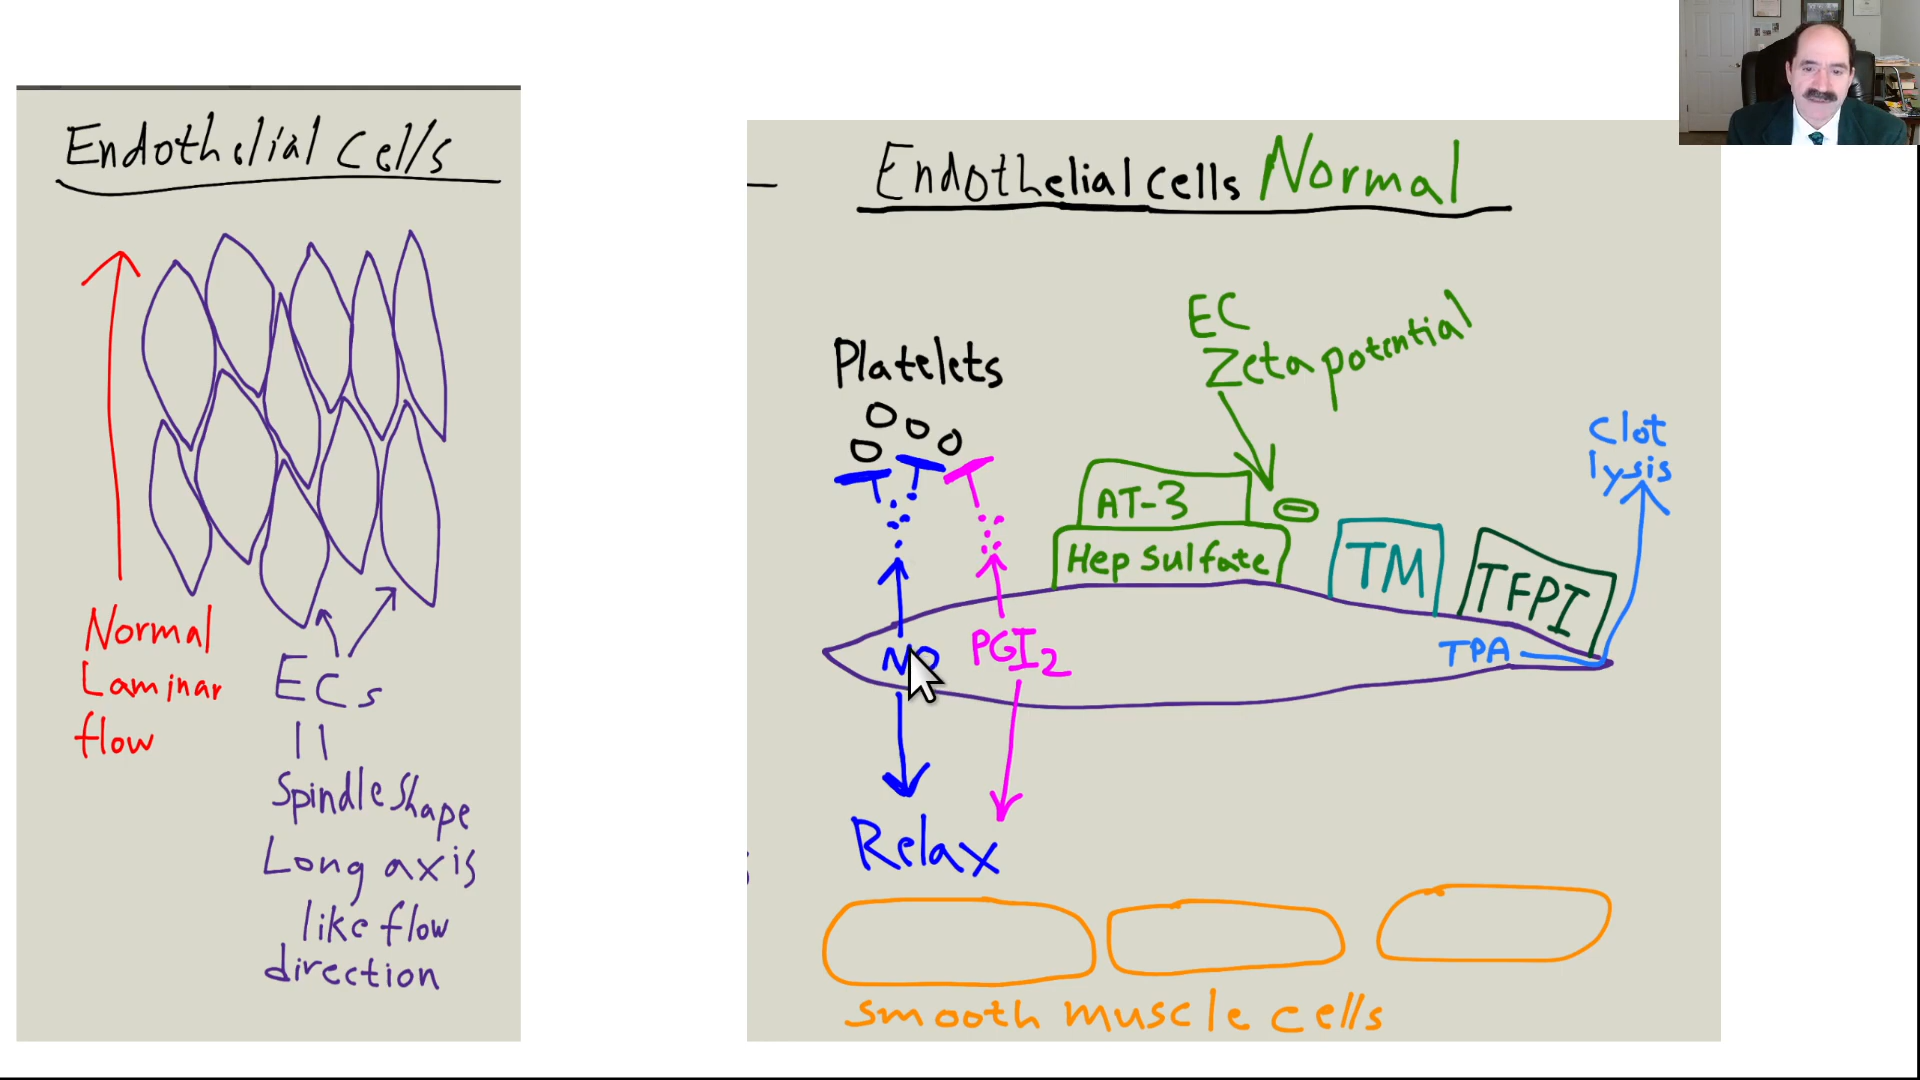 Endothelial Cells
Normal
Laminar
flow
ECs
Spindle Shape
Long axis
like flow
direction
Endothelial cells Normal
EC
Zeta potential
Platelets
Clot
lysis
AT-3
Hep Sulfate
TM
TFPI
NO
PGI2
TPA
Relax
smooth muscle cells